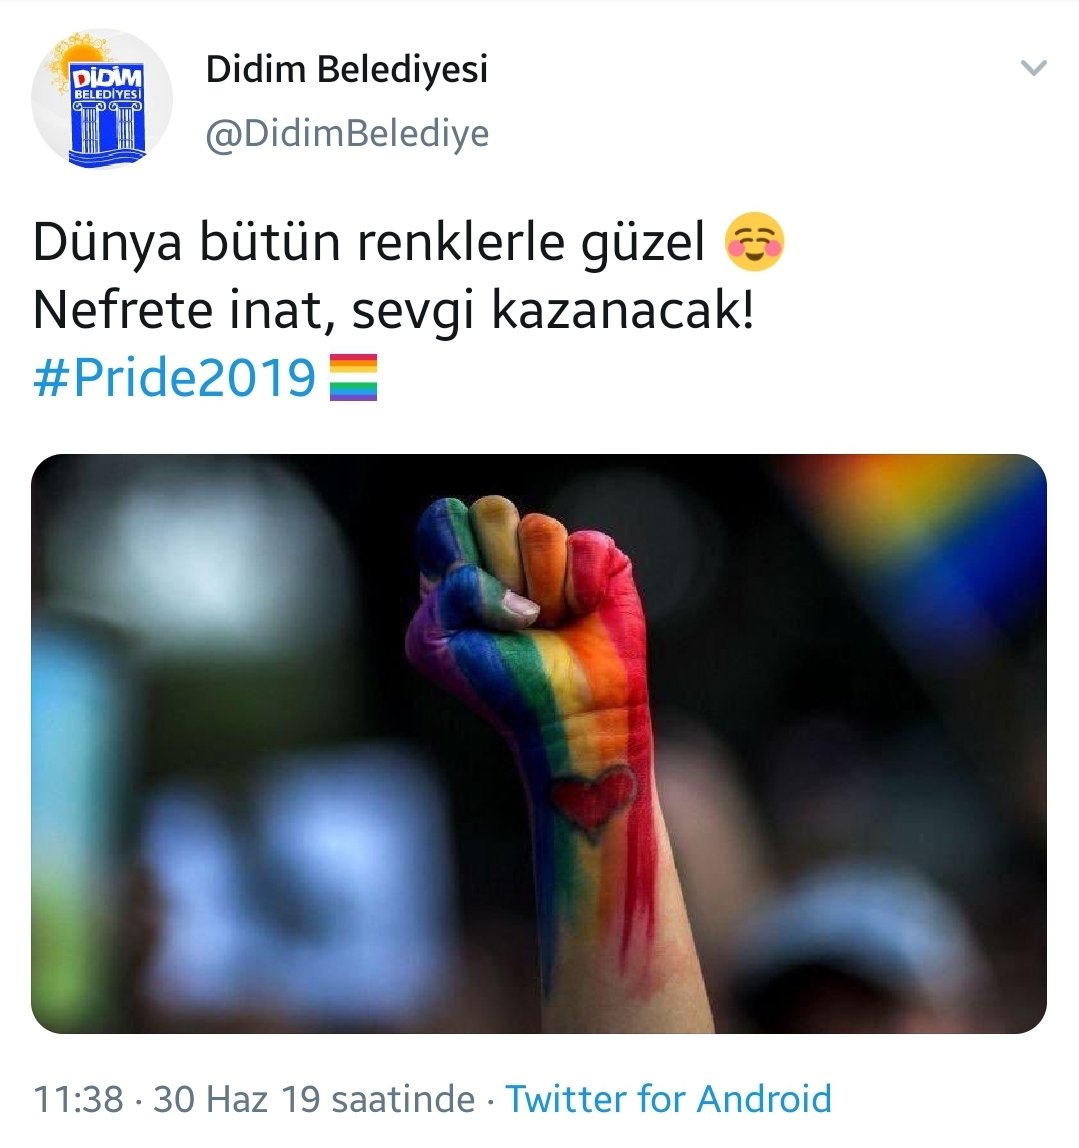 DİDİM
BELEDİYESİ
Didim Belediyesi
@DidimBelediye
Dünya bütün renklerle güzel ☺️
Nefrete inat, sevgi kazanacak!
#Pride2019
11:38 · 30 Haz 19 saatinde · Twitter for Android